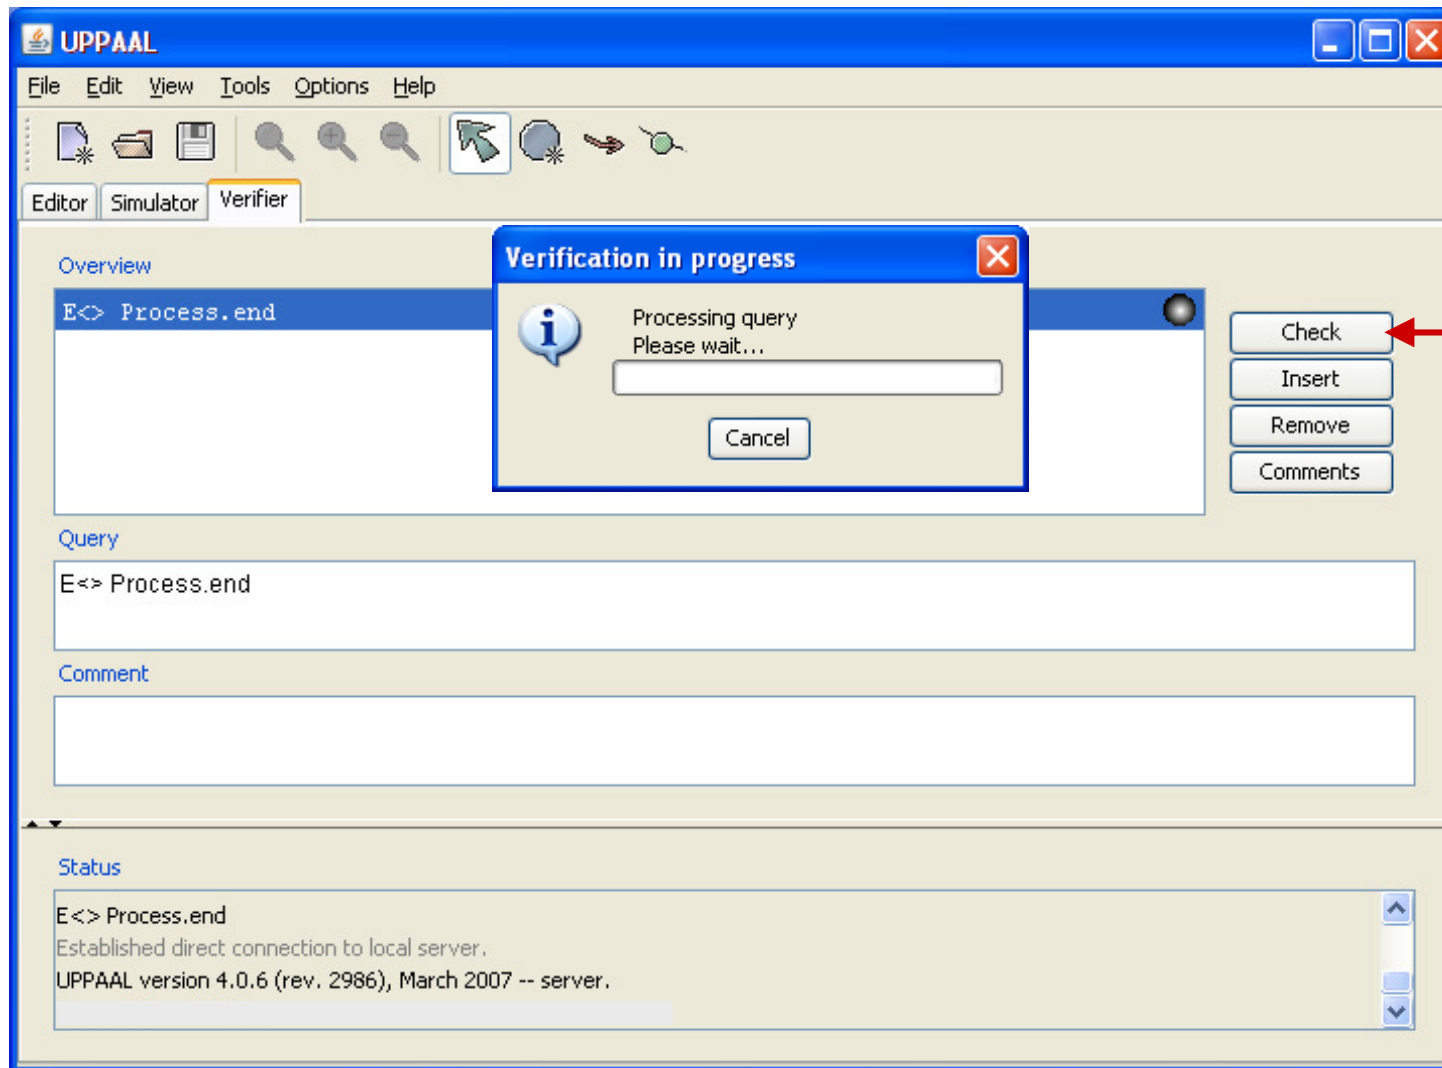 UPPAAL
File Edit View Tools Options Help
Editor Simulator Verifier
Overview
E<> Process.end
Verification in progress
Processing query
Please wait...
Cancel
Check
Insert
Remove
Comments
Query
E<> Process.end
Comment
Status
E<> Process.end
Established direct connection to local server.
UPPAAL version 4.0.6 (rev. 2986), March 2007 -- server.